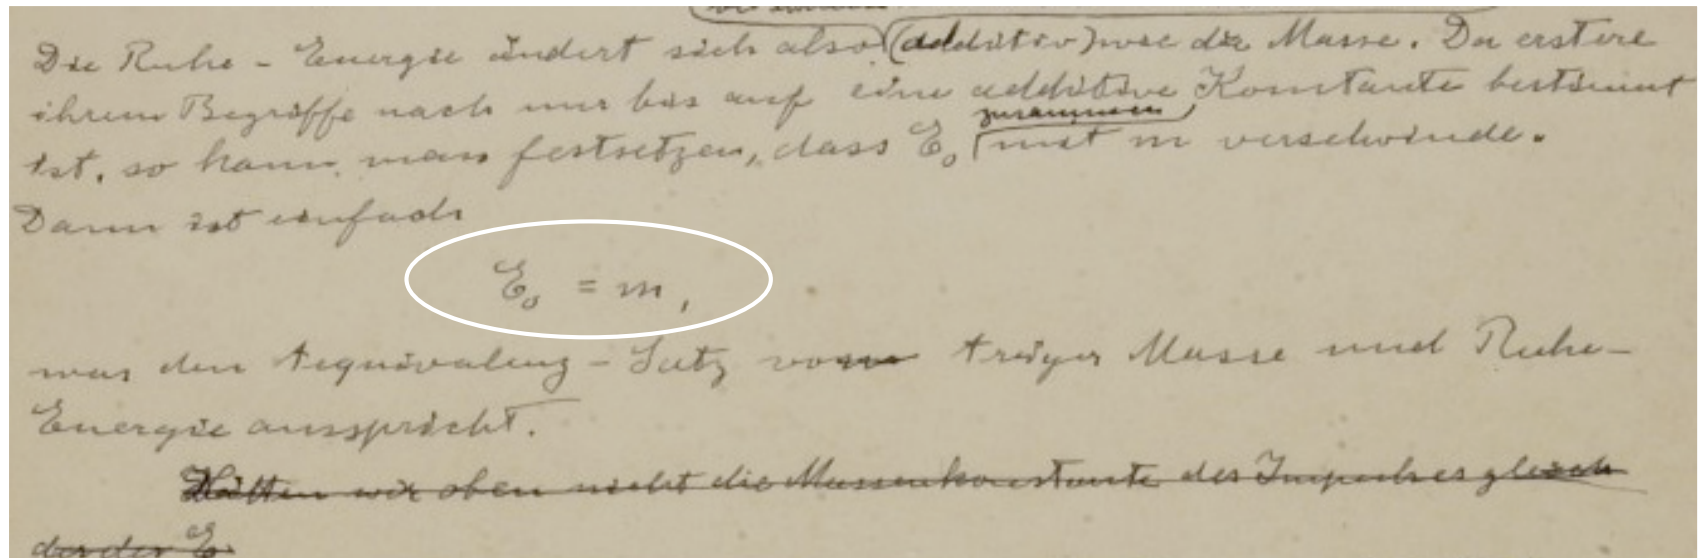 Die Ruhe-Energie ändert sich also (additiv) wie die Masse. Da erstere
ihrem Begriffe nach nur bis auf eine additive Konstante bestimmt
zusammen
ist, so kann man festsetzen, dass E₀ mit m verschwinde.
Dann ist einfach
E₀ = m,
was den Aequivalenz-Satz von träger Masse und Ruhe-
Energie ausspricht.
Hätten wir oben nicht die Massenkonstante des Impulses gleich
der der E